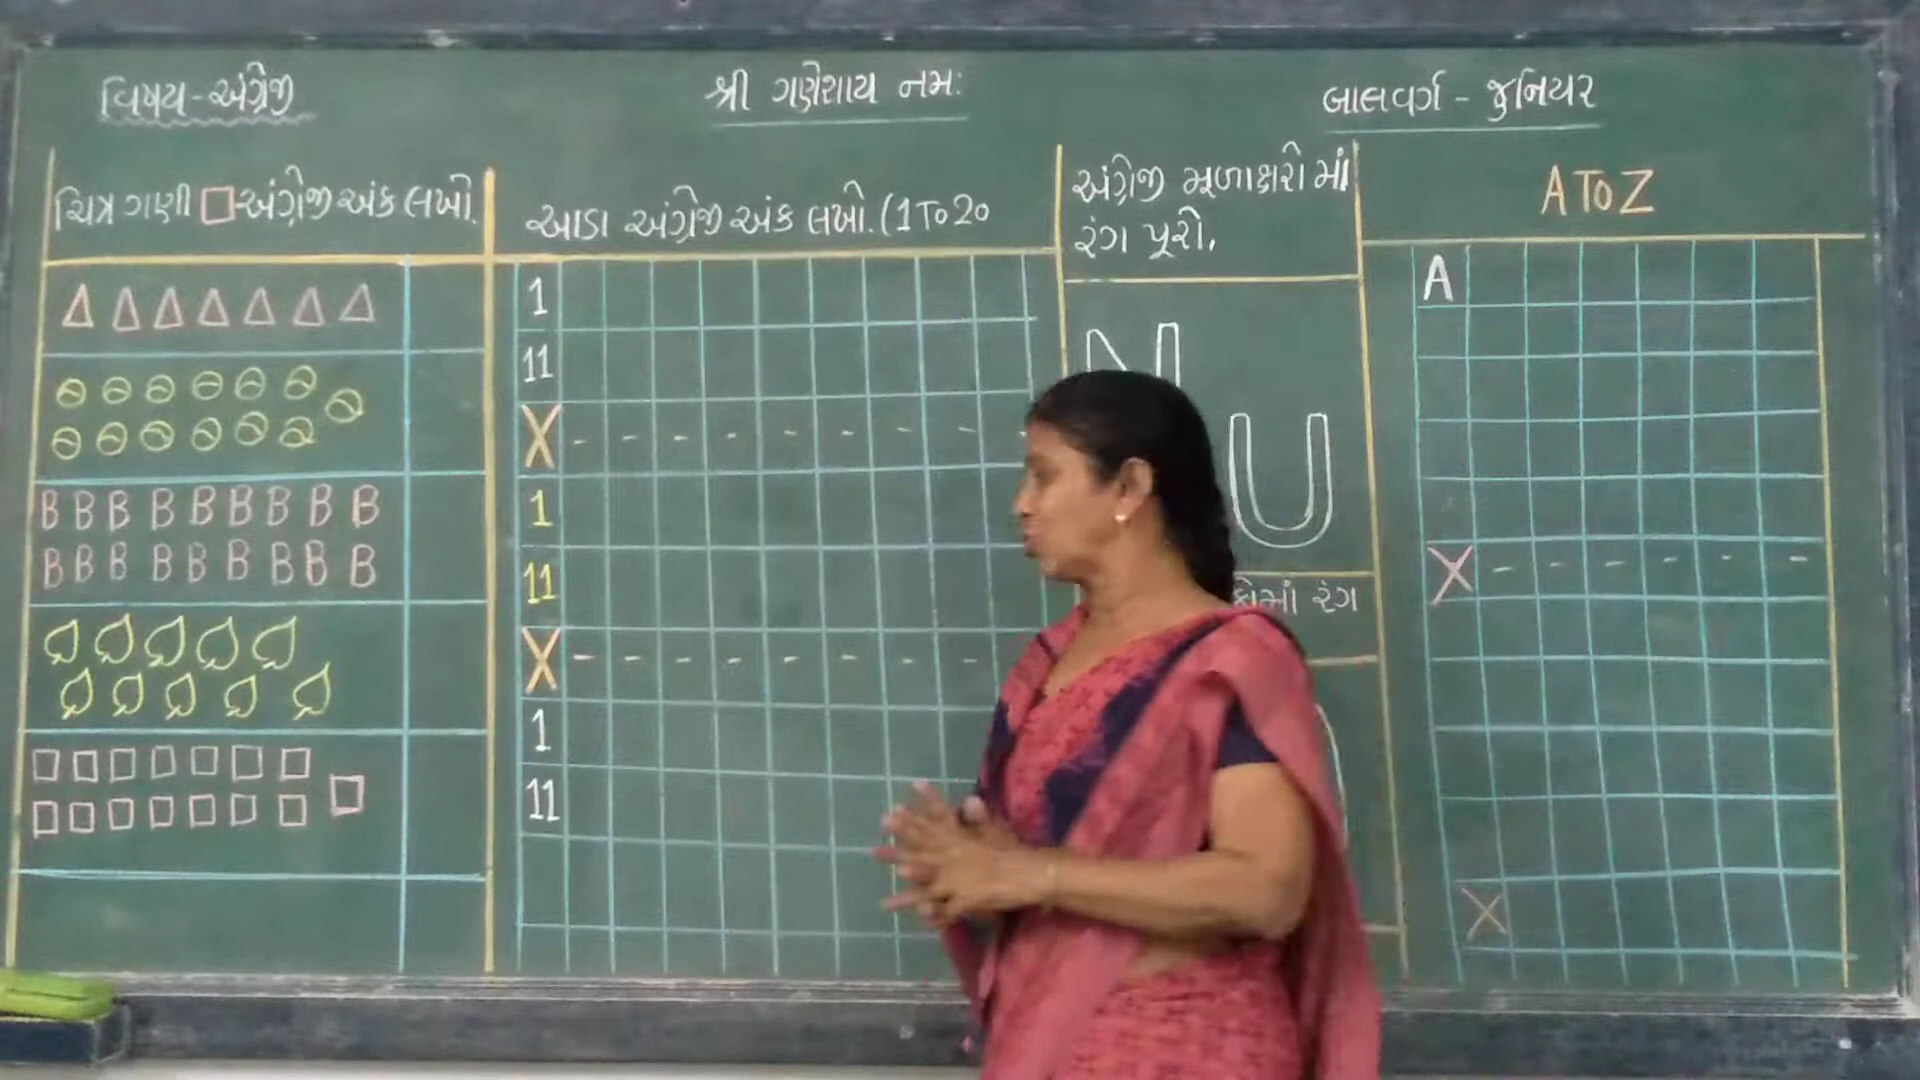 વિષય-અંગ્રેજી
શ્રી ગણેશાય નમઃ
બાલવર્ગ - જુનિયર
ચિત્ર ગણી □ અંગ્રેજી અંક લખો.
B B B B B B B B B
B B B B B B B B B
આડા અંગ્રેજી અંક લખો. (1 To 20
1
11
X - - - - - - - - -
1
11
X - - - - - - - -
1
11
અંગ્રેજી મૂળાક્ષરો માં
રંગ પૂરો.
N
U
રંગ
A To Z
A
X - - - - - -
X